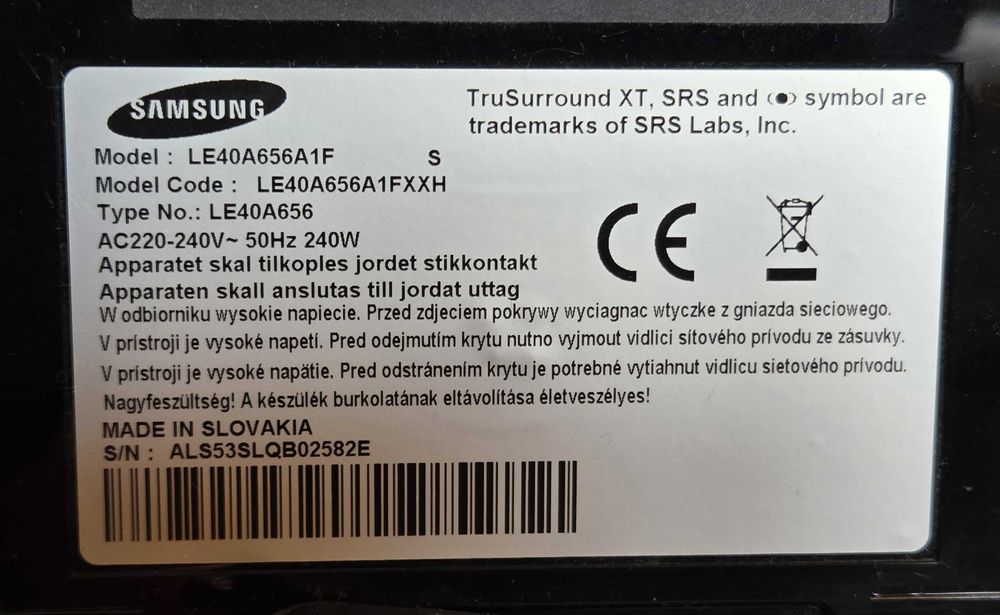 SAMSUNG
TruSurround XT, SRS and (●) symbol are
trademarks of SRS Labs, Inc.
Model : LE40A656A1F S
Model Code : LE40A656A1FXXH
Type No.: LE40A656
AC220-240V~ 50Hz 240W
Apparatet skal tilkoples jordet stikkontakt
Apparaten skall anslutas till jordat uttag
W odbiorniku wysokie napiecie. Przed zdjeciem pokrywy wyciagnac wtyczke z gniazda sieciowego.
V prístroji je vysoké napetí. Pred odejmutím krytu nutno vyjmout vidlici sítového prívodu ze zásuvky.
V prístroji je vysoké napätie. Pred odstránením krytu je potrebné vytiahnut vidlicu sietového prívodu.
Nagyfeszültség! A készülék burkolatának eltávolítása életveszélyes!
MADE IN SLOVAKIA
S/N : ALS53SLQB02582E
CE